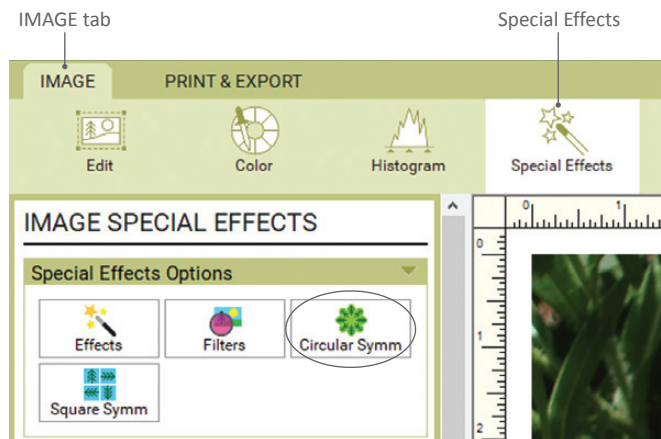 IMAGE tab Special Effects
IMAGE PRINT & EXPORT
Edit Color Histogram Special Effects
IMAGE SPECIAL EFFECTS
0 1
Special Effects Options
0
Effects Filters Circular Symm
1
Square Symm
2